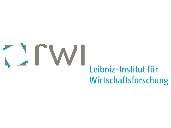 rwi
Leibniz-Institut für
Wirtschaftsforschung